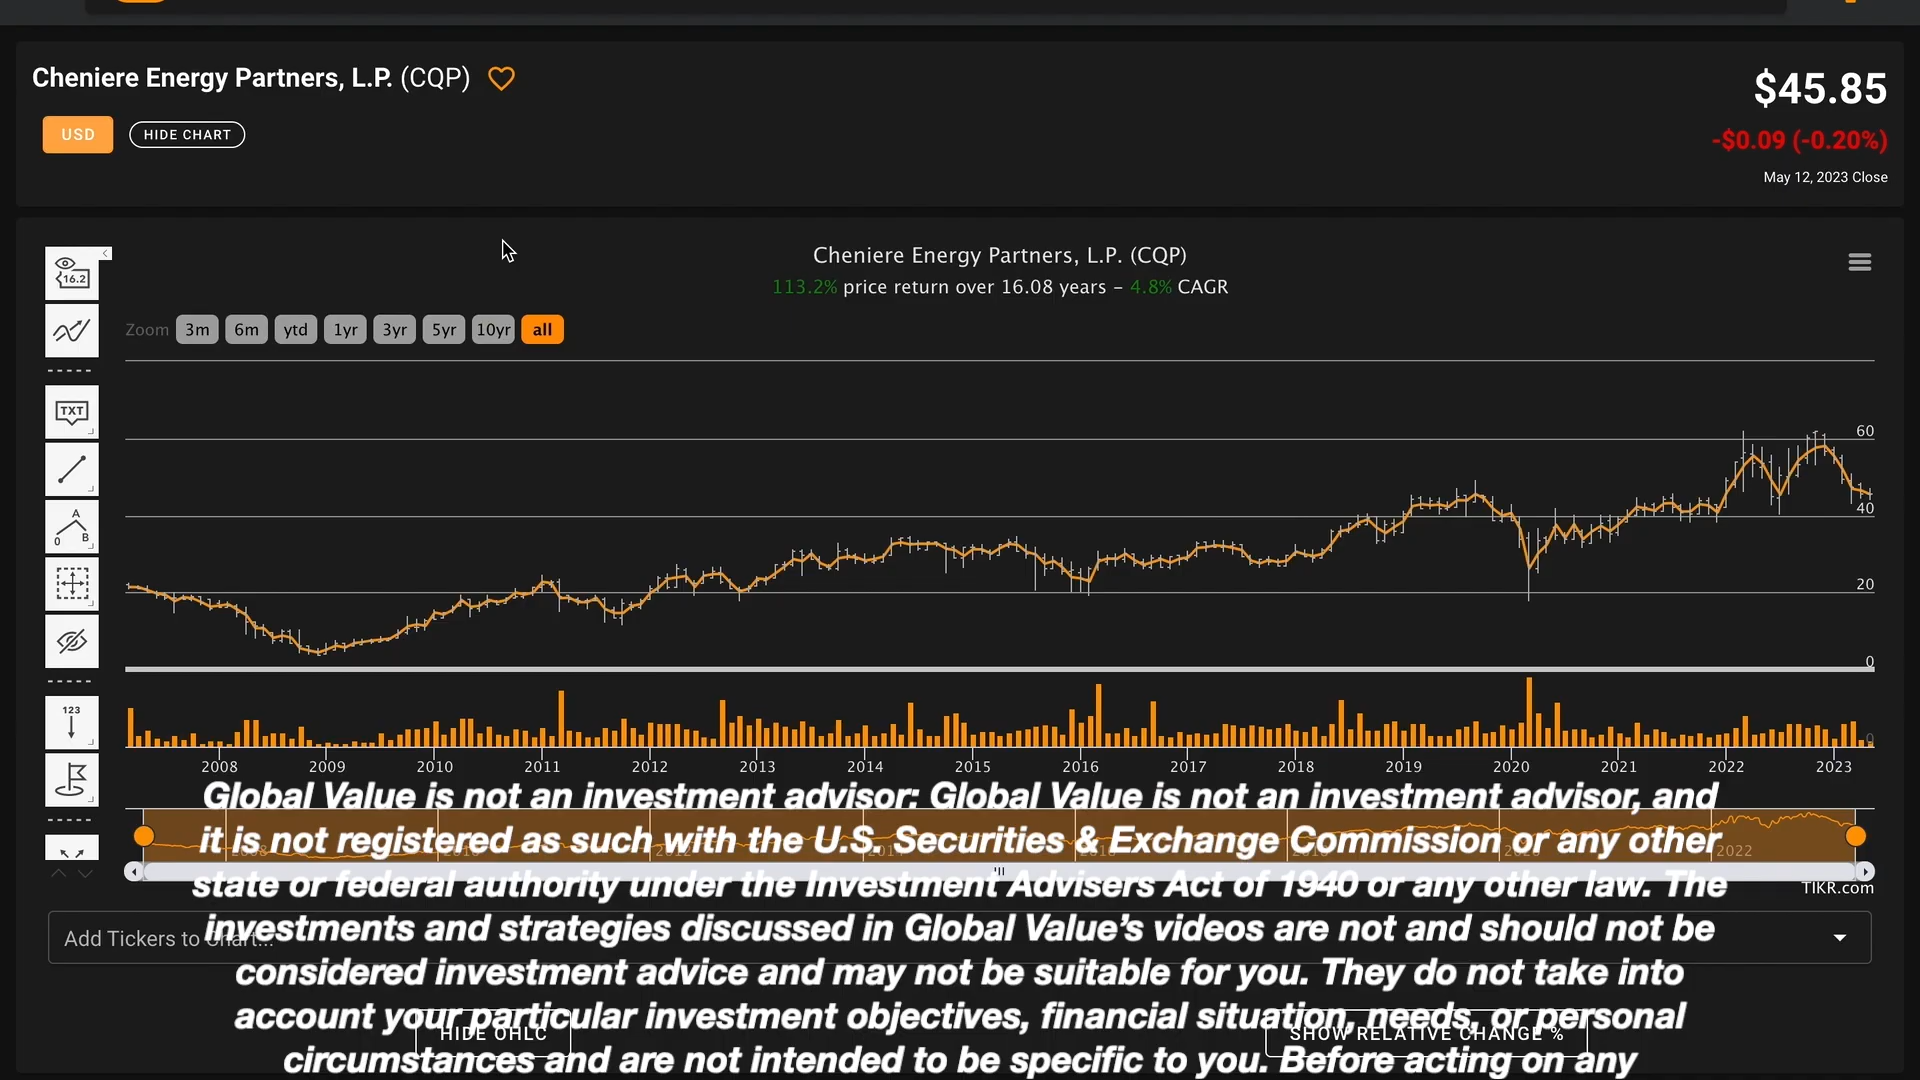 Cheniere Energy Partners, L.P. (CQP)
$45.85
USD
HIDE CHART
-$0.09 (-0.20%)
May 12, 2023 Close
Cheniere Energy Partners, L.P. (CQP)
113.2% price return over 16.08 years – 4.8% CAGR
16.2
Zoom 3m 6m ytd 1yr 3yr 5yr 10yr all
TXT
A
0 B
123
60
40
20
0
0
2008 2009 2010 2011 2012 2013 2014 2015 2016 2017 2018 2019 2020 2021 2022 2023
Global Value is not an investment advisor: Global Value is not an investment advisor, and
it is not registered as such with the U.S. Securities & Exchange Commission or any other
2022
state or federal authority under the Investment Advisers Act of 1940 or any other law. The
TIKR.com
investments and strategies discussed in Global Value’s videos are not and should not be
Add Tickers to Chart...
considered investment advice and may not be suitable for you. They do not take into
account your particular investment objectives, financial situation, needs, or personal
HIDE OHLC
SHOW RELATIVE CHANGE %
circumstances and are not intended to be specific to you. Before acting on any